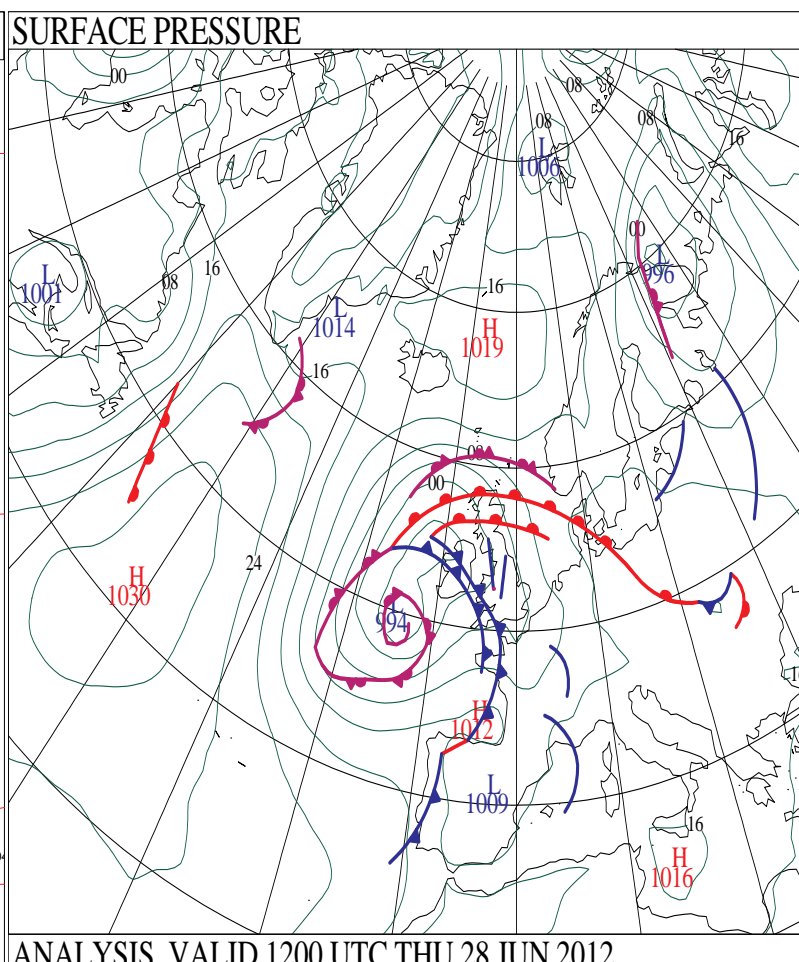 SURFACE PRESSURE
00
08
08
08
16
L
1006
00
L
996
L
1001
08
16
16
L
1014
H
1019
16
08
00
24
H
1030
L
994
H
1012
L
1009
16
H
1016
ANALYSIS VALID 1200 UTC THU 28 JUN 2012